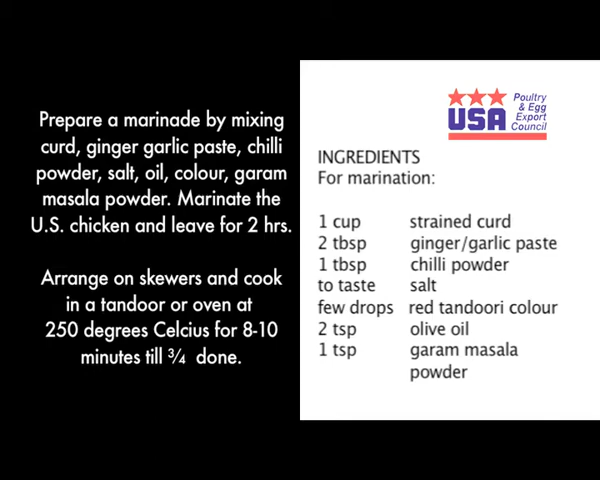 Prepare a marinade by mixing
curd, ginger garlic paste, chilli
powder, salt, oil, colour, garam
masala powder. Marinate the
U.S. chicken and leave for 2 hrs.
Arrange on skewers and cook
in a tandoor or oven at
250 degrees Celcius for 8-10
minutes till ¾ done.
USA Poultry
& Egg
Export
Council
INGREDIENTS
For marination:
1 cup strained curd
2 tbsp ginger/garlic paste
1 tbsp chilli powder
to taste salt
few drops red tandoori colour
2 tsp olive oil
1 tsp garam masala
powder